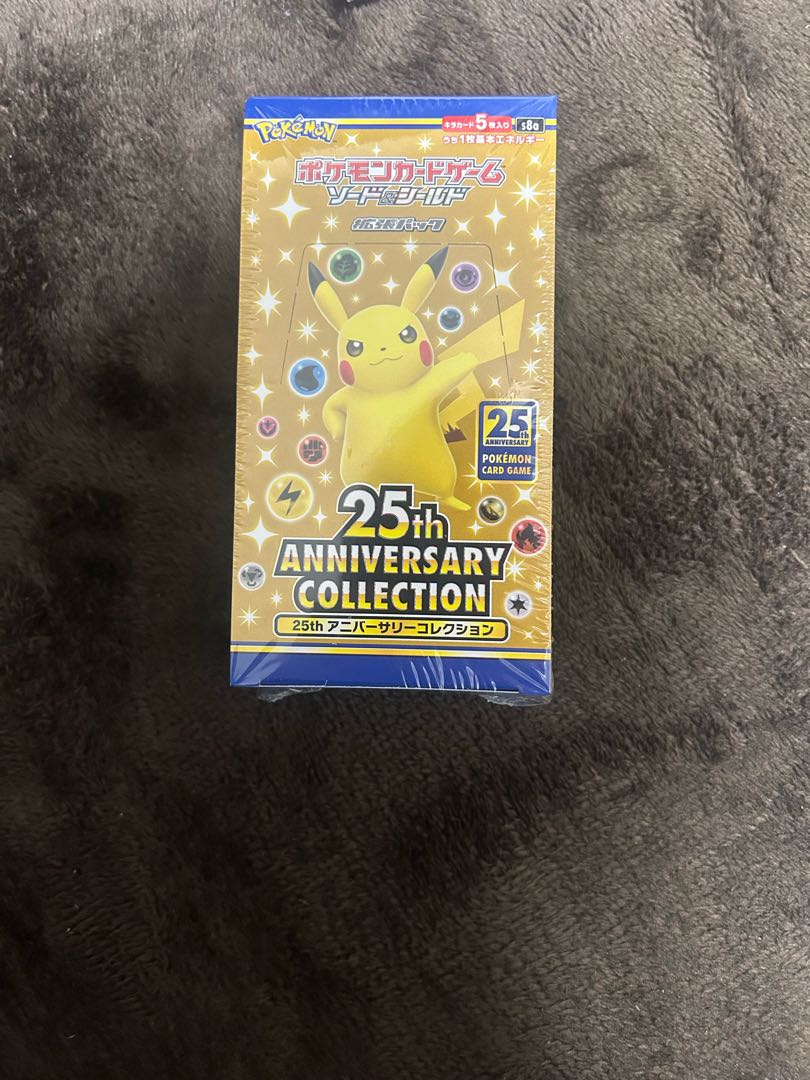 POKÉMON
キラカード5枚入り s8a
うち1枚基本エネルギー
ポケモンカードゲーム
ソード&シールド
拡張パック
25th
ANNIVERSARY
POKÉMON
CARD GAME
25th
ANNIVERSARY
COLLECTION
25th アニバーサリーコレクション